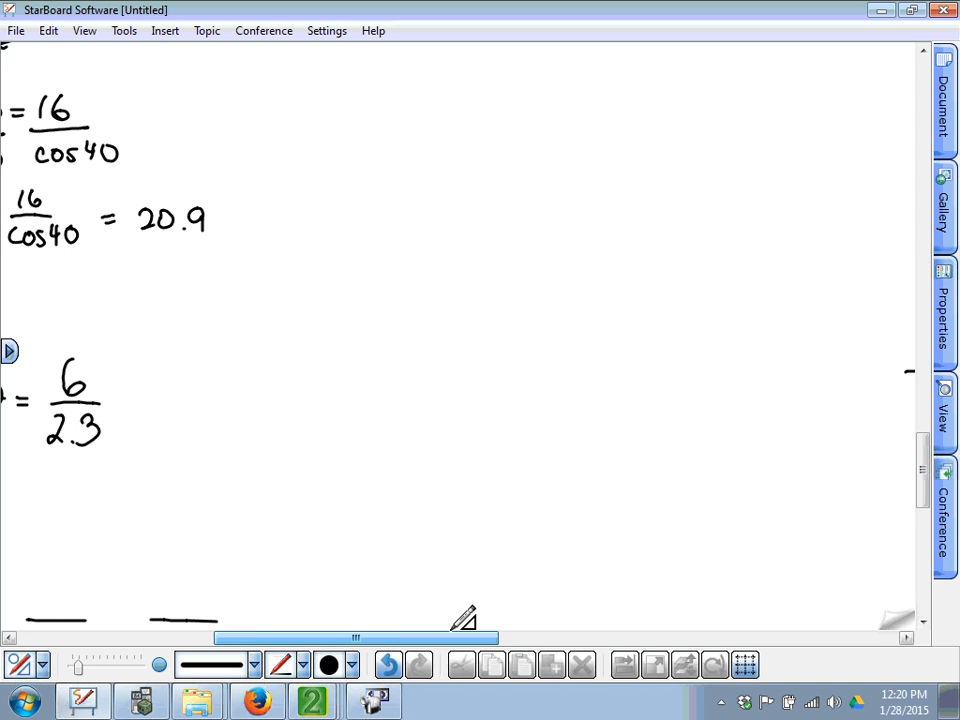 StarBoard Software [Untitled]
File Edit View Tools Insert Topic Conference Settings Help
= 16
cos 40
16
cos 40 = 20.9
= 6
2.3
Document
Gallery
Properties
View
Conference
2
12:20 PM
1/28/2015